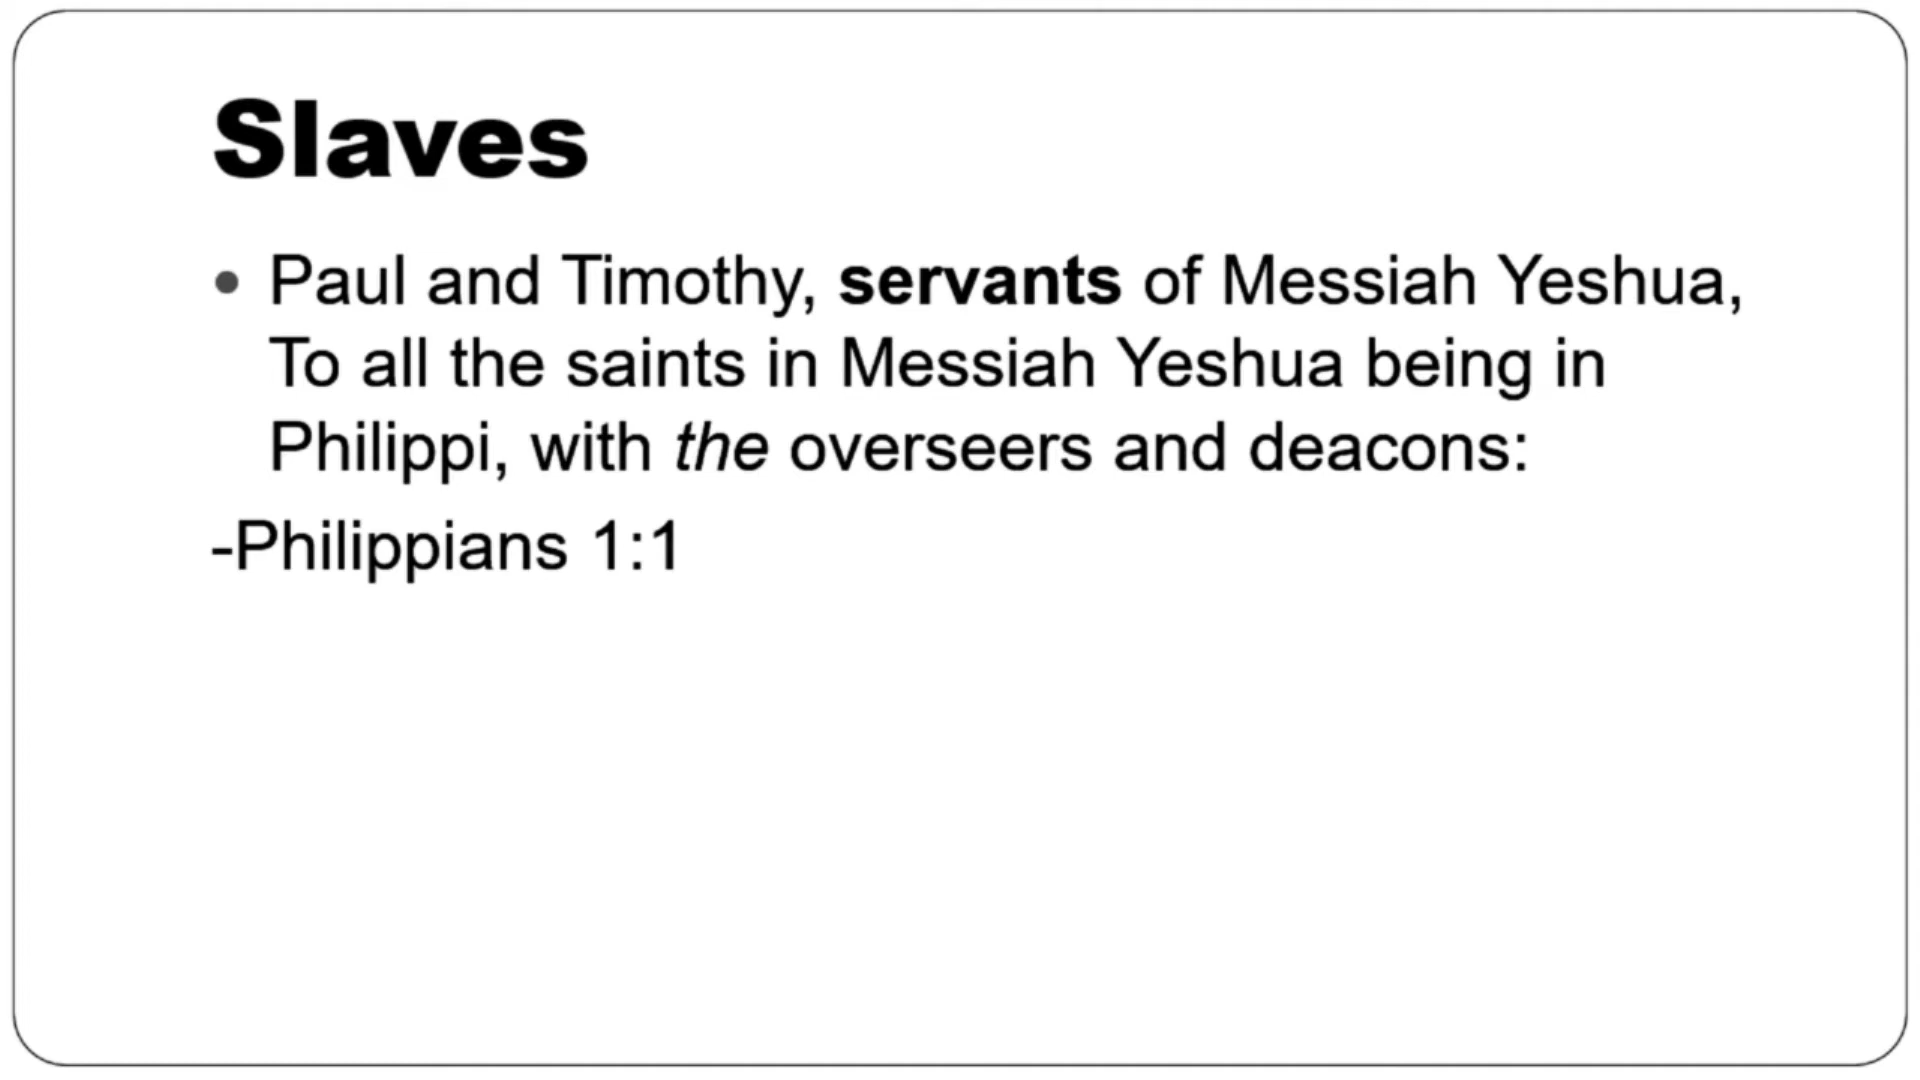 Slaves
• Paul and Timothy, servants of Messiah Yeshua,
To all the saints in Messiah Yeshua being in
Philippi, with the overseers and deacons:
-Philippians 1:1